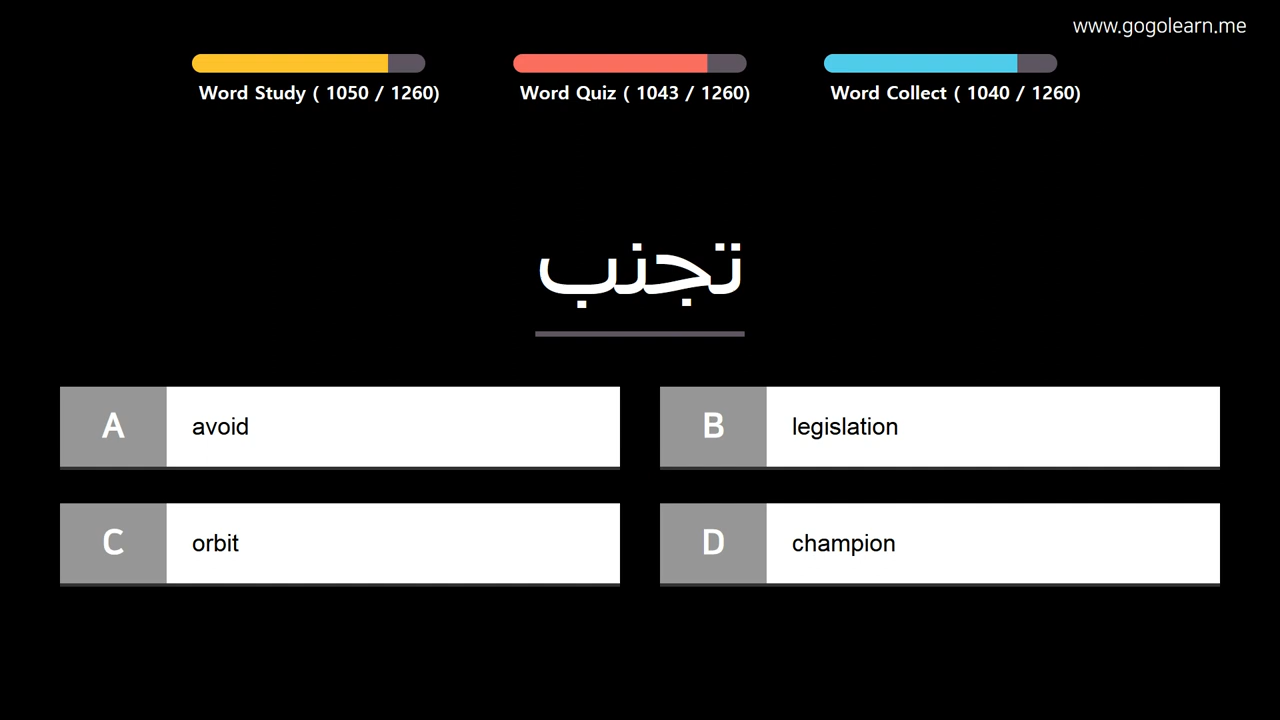 www.gogolearn.me
Word Study ( 1050 / 1260)
Word Quiz ( 1043 / 1260)
Word Collect ( 1040 / 1260)
تجنب
A avoid
B legislation
C orbit
D champion